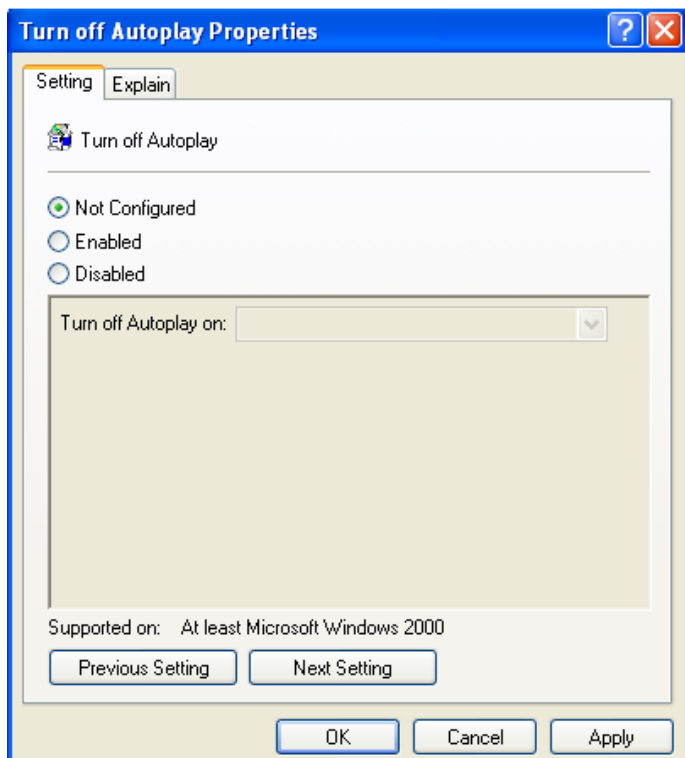 Turn off Autoplay Properties
Setting Explain
Turn off Autoplay
Not Configured
Enabled
Disabled
Turn off Autoplay on:
Supported on: At least Microsoft Windows 2000
Previous Setting Next Setting
OK Cancel Apply